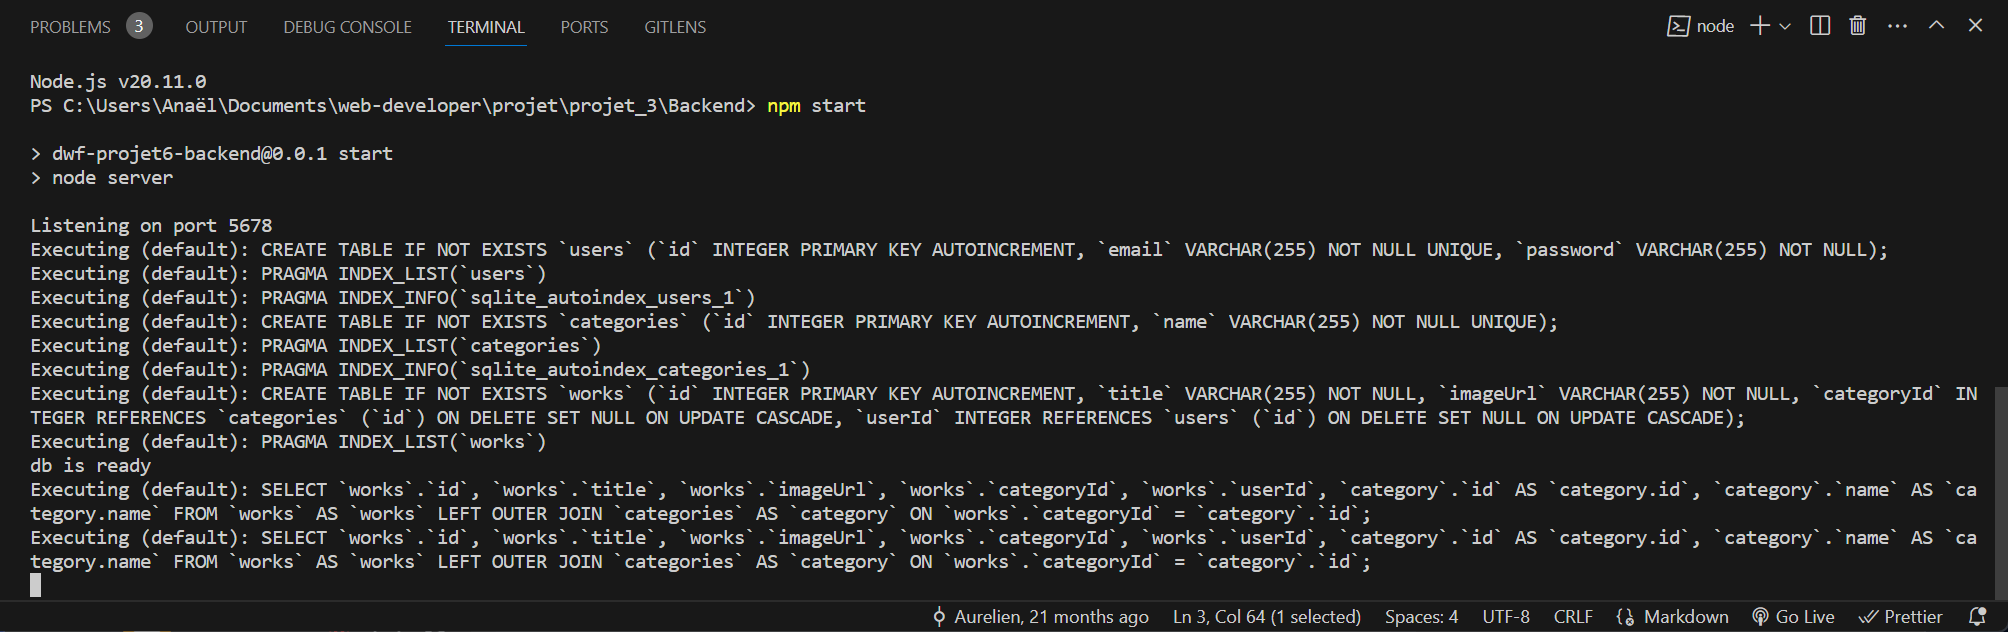 PROBLEMS 3 OUTPUT DEBUG CONSOLE TERMINAL PORTS GITLENS node
Node.js v20.11.0
PS C:\Users\Anaël\Documents\web-developer\projet\projet_3\Backend> npm start
> dwf-projet6-backend@0.0.1 start
> node server
Listening on port 5678
Executing (default): CREATE TABLE IF NOT EXISTS `users` (`id` INTEGER PRIMARY KEY AUTOINCREMENT, `email` VARCHAR(255) NOT NULL UNIQUE, `password` VARCHAR(255) NOT NULL);
Executing (default): PRAGMA INDEX_LIST(`users`)
Executing (default): PRAGMA INDEX_INFO(`sqlite_autoindex_users_1`)
Executing (default): CREATE TABLE IF NOT EXISTS `categories` (`id` INTEGER PRIMARY KEY AUTOINCREMENT, `name` VARCHAR(255) NOT NULL UNIQUE);
Executing (default): PRAGMA INDEX_LIST(`categories`)
Executing (default): PRAGMA INDEX_INFO(`sqlite_autoindex_categories_1`)
Executing (default): CREATE TABLE IF NOT EXISTS `works` (`id` INTEGER PRIMARY KEY AUTOINCREMENT, `title` VARCHAR(255) NOT NULL, `imageUrl` VARCHAR(255) NOT NULL, `categoryId` IN
TEGER REFERENCES `categories` (`id`) ON DELETE SET NULL ON UPDATE CASCADE, `userId` INTEGER REFERENCES `users` (`id`) ON DELETE SET NULL ON UPDATE CASCADE);
Executing (default): PRAGMA INDEX_LIST(`works`)
db is ready
Executing (default): SELECT `works`.`id`, `works`.`title`, `works`.`imageUrl`, `works`.`categoryId`, `works`.`userId`, `category`.`id` AS `category.id`, `category`.`name` AS `ca
tegory.name` FROM `works` AS `works` LEFT OUTER JOIN `categories` AS `category` ON `works`.`categoryId` = `category`.`id`;
Executing (default): SELECT `works`.`id`, `works`.`title`, `works`.`imageUrl`, `works`.`categoryId`, `works`.`userId`, `category`.`id` AS `category.id`, `category`.`name` AS `ca
tegory.name` FROM `works` AS `works` LEFT OUTER JOIN `categories` AS `category` ON `works`.`categoryId` = `category`.`id`;
Aurelien, 21 months ago Ln 3, Col 64 (1 selected) Spaces: 4 UTF-8 CRLF Markdown Go Live Prettier